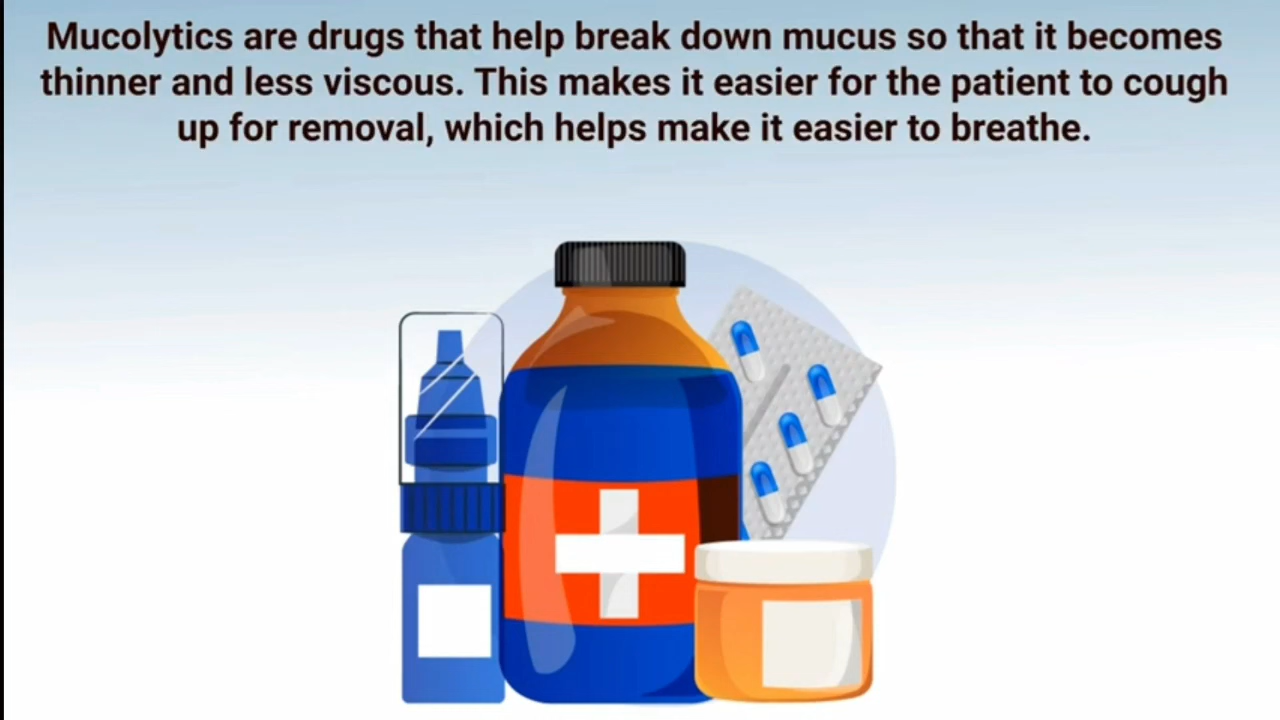 Mucolytics are drugs that help break down mucus so that it becomes
thinner and less viscous. This makes it easier for the patient to cough
up for removal, which helps make it easier to breathe.